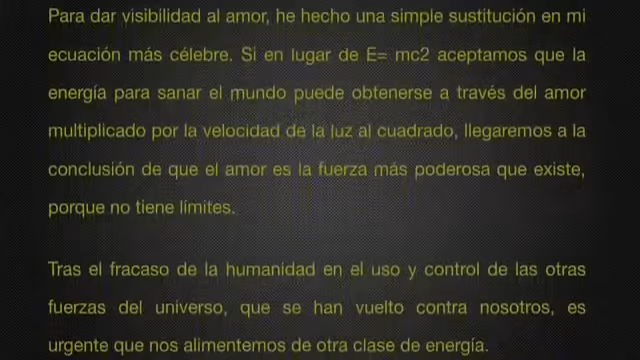 Para dar visibilidad al amor, he hecho una simple sustitución en mi
ecuación más célebre. Si en lugar de E= mc2 aceptamos que la
energía para sanar el mundo puede obtenerse a través del amor
multiplicado por la velocidad de la luz al cuadrado, llegaremos a la
conclusión de que el amor es la fuerza más poderosa que existe,
porque no tiene límites.
Tras el fracaso de la humanidad en el uso y control de las otras
fuerzas del universo, que se han vuelto contra nosotros, es
urgente que nos alimentemos de otra clase de energía.